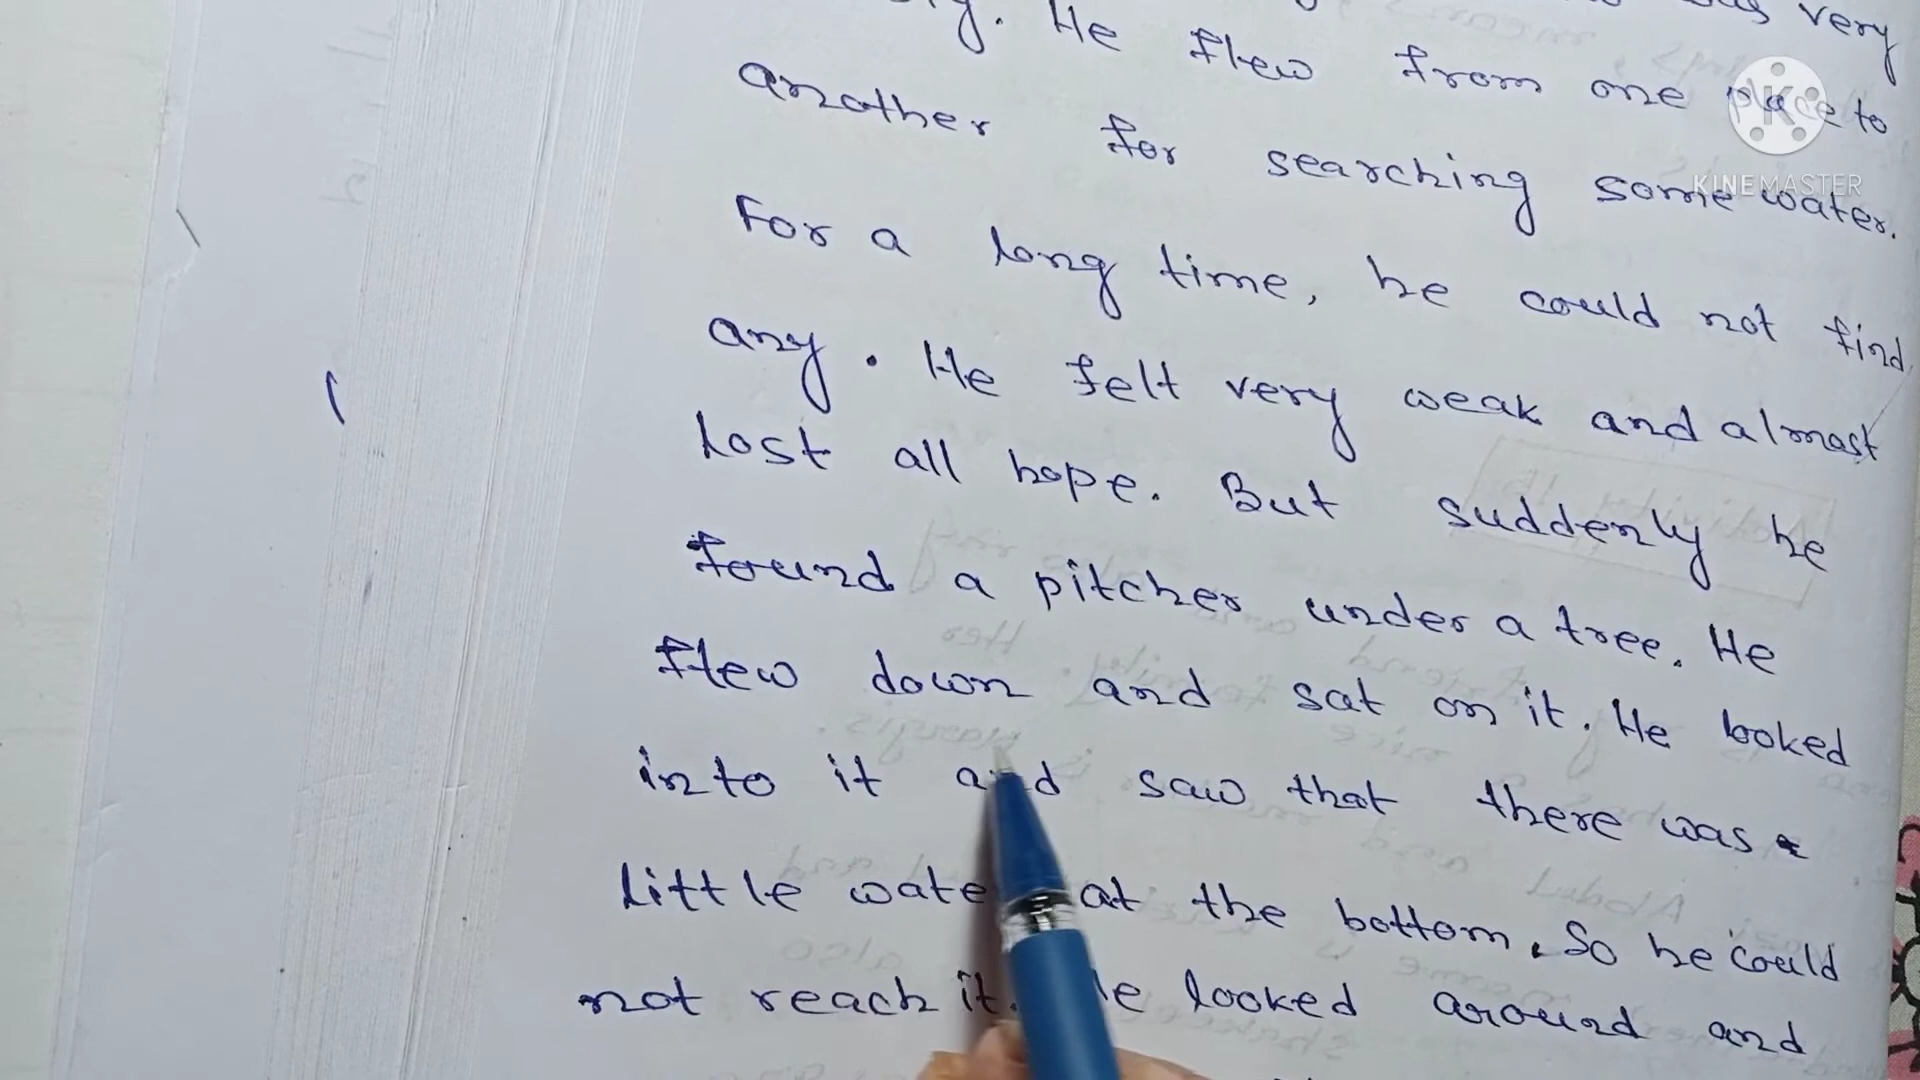 very
He flew from one place to
another for searching some water.
For a long time, he could not find
any. He felt very weak and almost
lost all hope. But suddenly he
found a pitcher under a tree. He
flew down and sat on it. He looked
into it and saw that there was a
little water at the bottom. So he could
not reach it. He looked around and
KINEMASTER